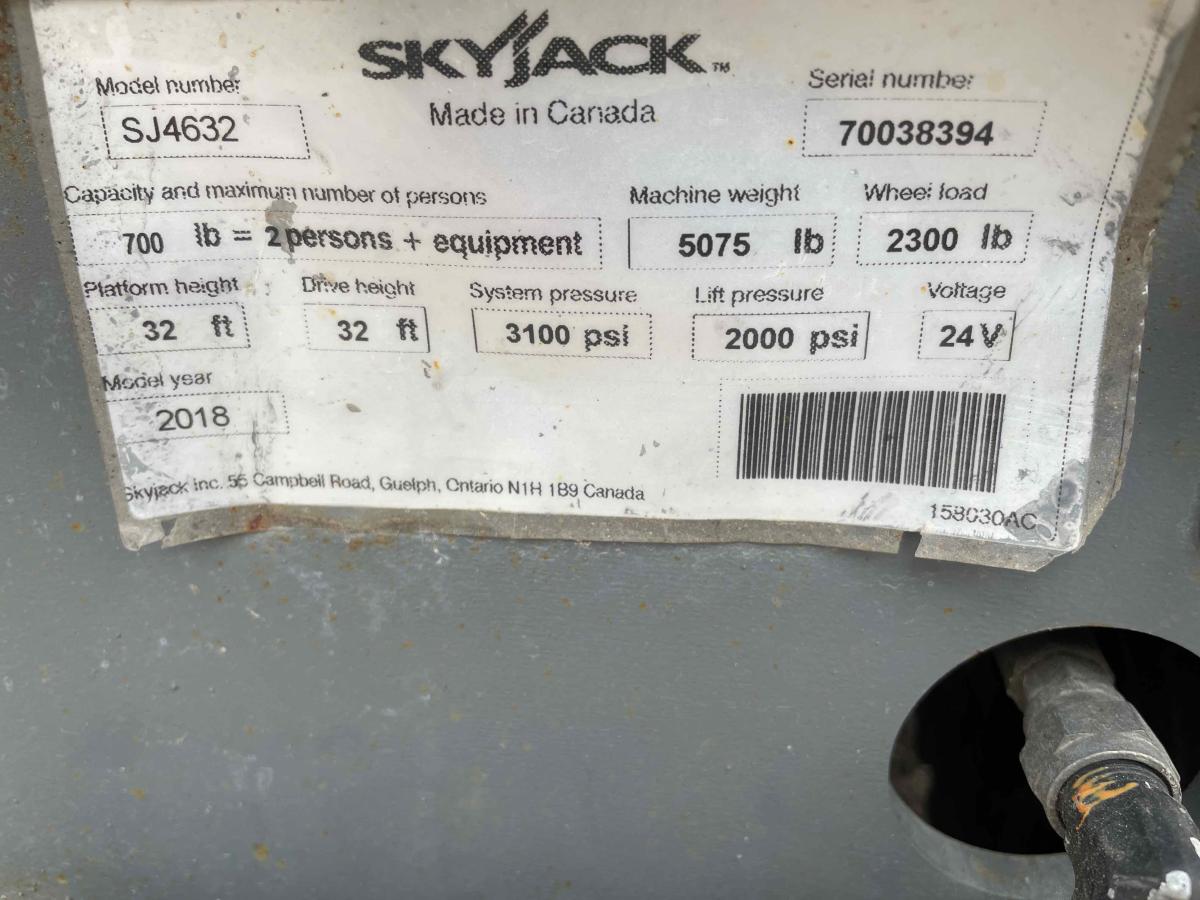 SKYJACK™
Made in Canada
Model number
SJ4632
Serial number
70038394
Capacity and maximum number of persons
700 lb = 2 persons + equipment
Machine weight
5075 lb
Wheel load
2300 lb
Platform height
32 ft
Drive height
32 ft
System pressure
3100 psi
Lift pressure
2000 psi
Voltage
24 V
Model year
2018
Skyjack inc. 55 Campbell Road, Guelph, Ontario N1H 1B9 Canada
158030AC